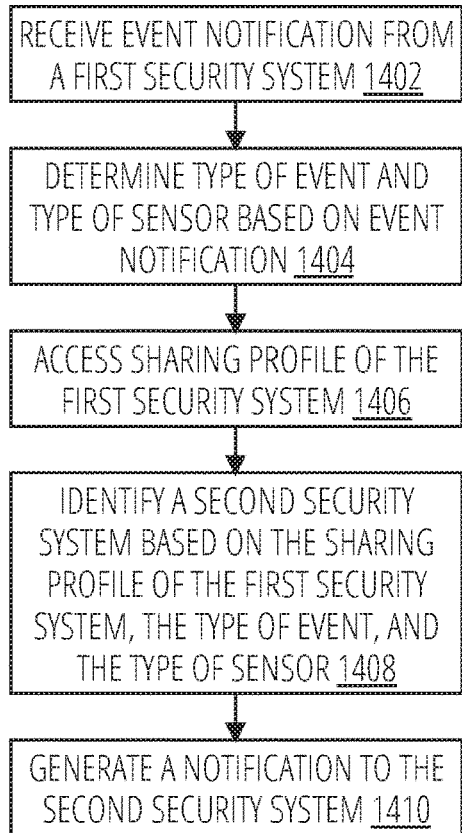 RECEIVE EVENT NOTIFICATION FROM
A FIRST SECURITY SYSTEM 1402
DETERMINE TYPE OF EVENT AND
TYPE OF SENSOR BASED ON EVENT
NOTIFICATION 1404
ACCESS SHARING PROFILE OF THE
FIRST SECURITY SYSTEM 1406
IDENTIFY A SECOND SECURITY
SYSTEM BASED ON THE SHARING
PROFILE OF THE FIRST SECURITY
SYSTEM, THE TYPE OF EVENT, AND
THE TYPE OF SENSOR 1408
GENERATE A NOTIFICATION TO THE
SECOND SECURITY SYSTEM 1410